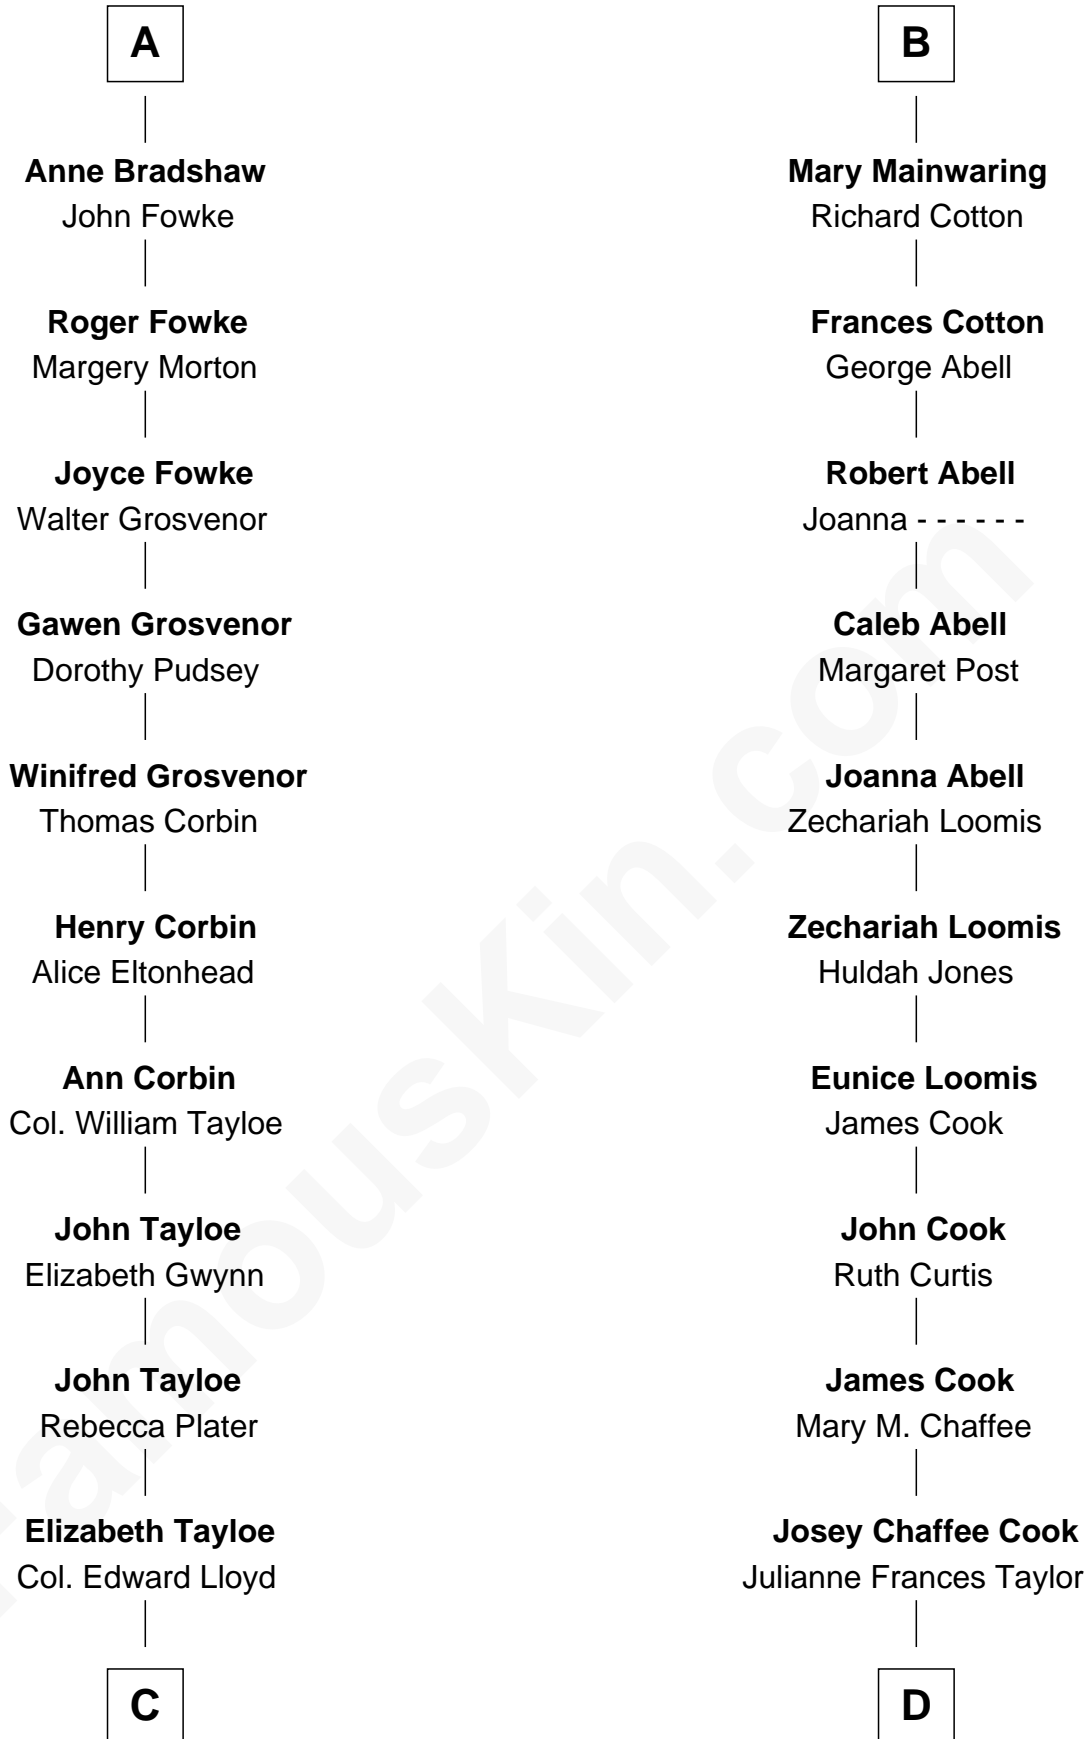 A
Anne Bradshaw
John Fowke
Roger Fowke
Margery Morton
Joyce Fowke
Walter Grosvenor
Gawen Grosvenor
Dorothy Pudsey
Winifred Grosvenor
Thomas Corbin
Henry Corbin
Alice Eltonhead
Ann Corbin
Col. William Tayloe
John Tayloe
Elizabeth Gwynn
John Tayloe
Rebecca Plater
Elizabeth Tayloe
Col. Edward Lloyd
C
B
Mary Mainwaring
Richard Cotton
Frances Cotton
George Abell
Robert Abell
Joanna - - - - - -
Caleb Abell
Margaret Post
Joanna Abell
Zechariah Loomis
Zechariah Loomis
Huldah Jones
Eunice Loomis
James Cook
John Cook
Ruth Curtis
James Cook
Mary M. Chaffee
Josey Chaffee Cook
Julianne Frances Taylor
D
FamousKin.com